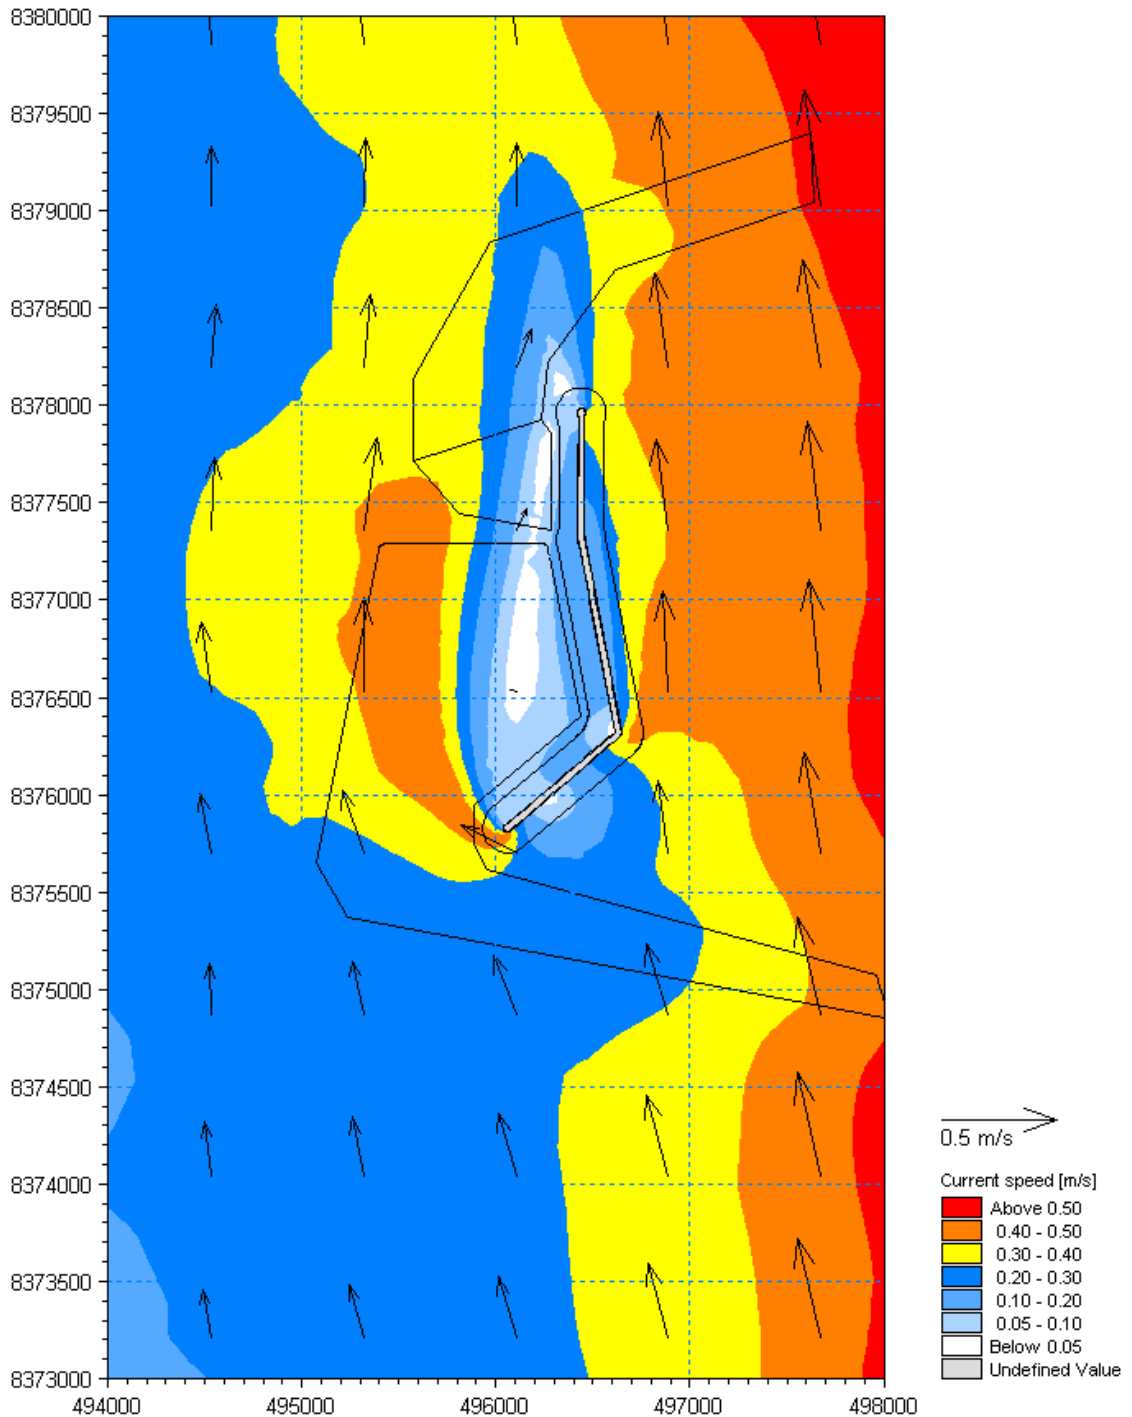 8380000
8379500
8379000
8378500
8378000
8377500
8377000
8376500
8376000
8375500
8375000
8374500
8374000
8373500
8373000
494000 495000 496000 497000 498000
0.5 m/s
Current speed [m/s]
Above 0.50
0.40 - 0.50
0.30 - 0.40
0.20 - 0.30
0.10 - 0.20
0.05 - 0.10
Below 0.05
Undefined Value